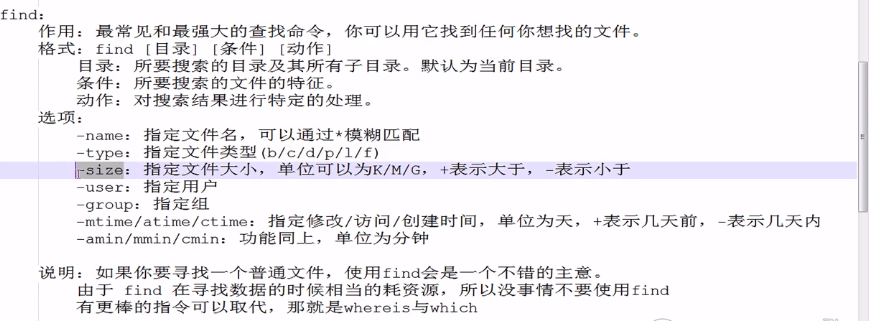 find:
作用: 最常见和最强大的查找命令，你可以用它找到任何你想找的文件。
格式: find [目录] [条件] [动作]
目录: 所要搜索的目录及其所有子目录。默认为当前目录。
条件: 所要搜索的文件的特征。
动作: 对搜索结果进行特定的处理。
选项:
-name: 指定文件名，可以通过*模糊匹配
-type: 指定文件类型(b/c/d/p/l/f)
-size: 指定文件大小，单位可以为K/M/G，+表示大于，-表示小于
-user: 指定用户
-group: 指定组
-mtime/atime/ctime: 指定修改/访问/创建时间，单位为天，+表示几天前，-表示几天内
-amin/mmin/cmin: 功能同上，单位为分钟
说明: 如果你要寻找一个普通文件，使用find会是一个不错的主意。
由于 find 在寻找数据的时候相当的耗资源，所以没事情不要使用find
有更棒的指令可以取代，那就是whereis与which